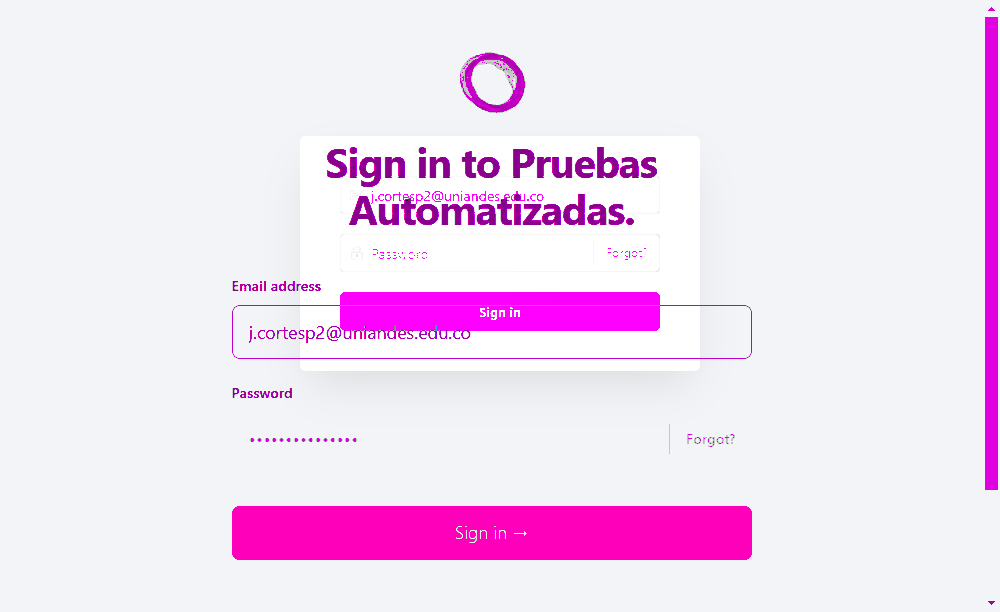 Sign in to Pruebas
j.cortesp2@uniandes.edu.co
Automatizadas.
Password
Forgot?
Email address
Sign in
j.cortesp2@uniandes.edu.co
Password
Forgot?
Sign in →